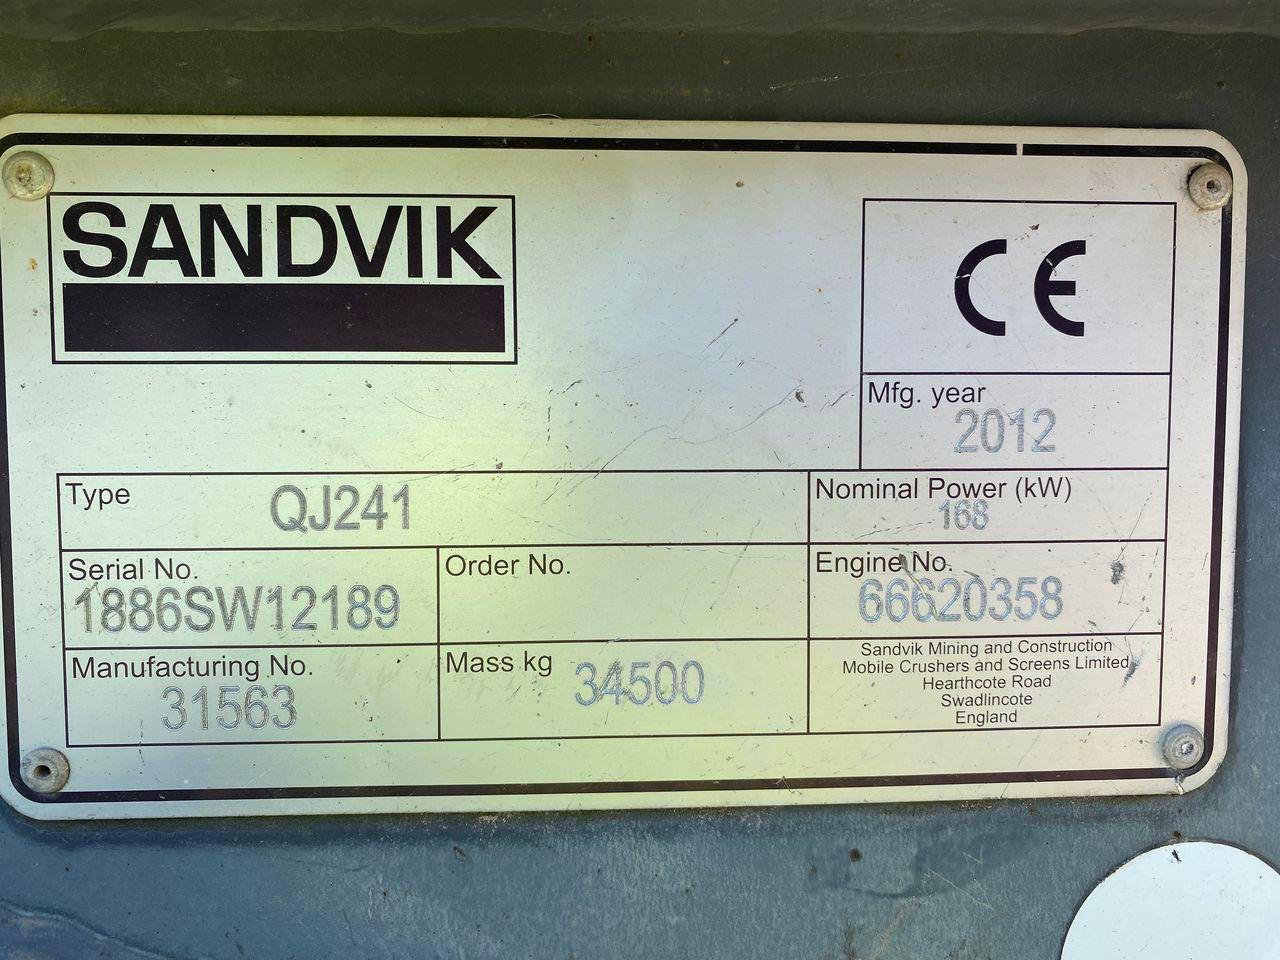 SANDVIK
CE
Mfg. year
2012
Type QJ241
Nominal Power (kW)
168
Serial No.
1886SW12189
Order No.
Engine No.
66620358
Manufacturing No.
31563
Mass kg 34500
Sandvik Mining and Construction
Mobile Crushers and Screens Limited
Hearthcote Road
Swadlincote
England